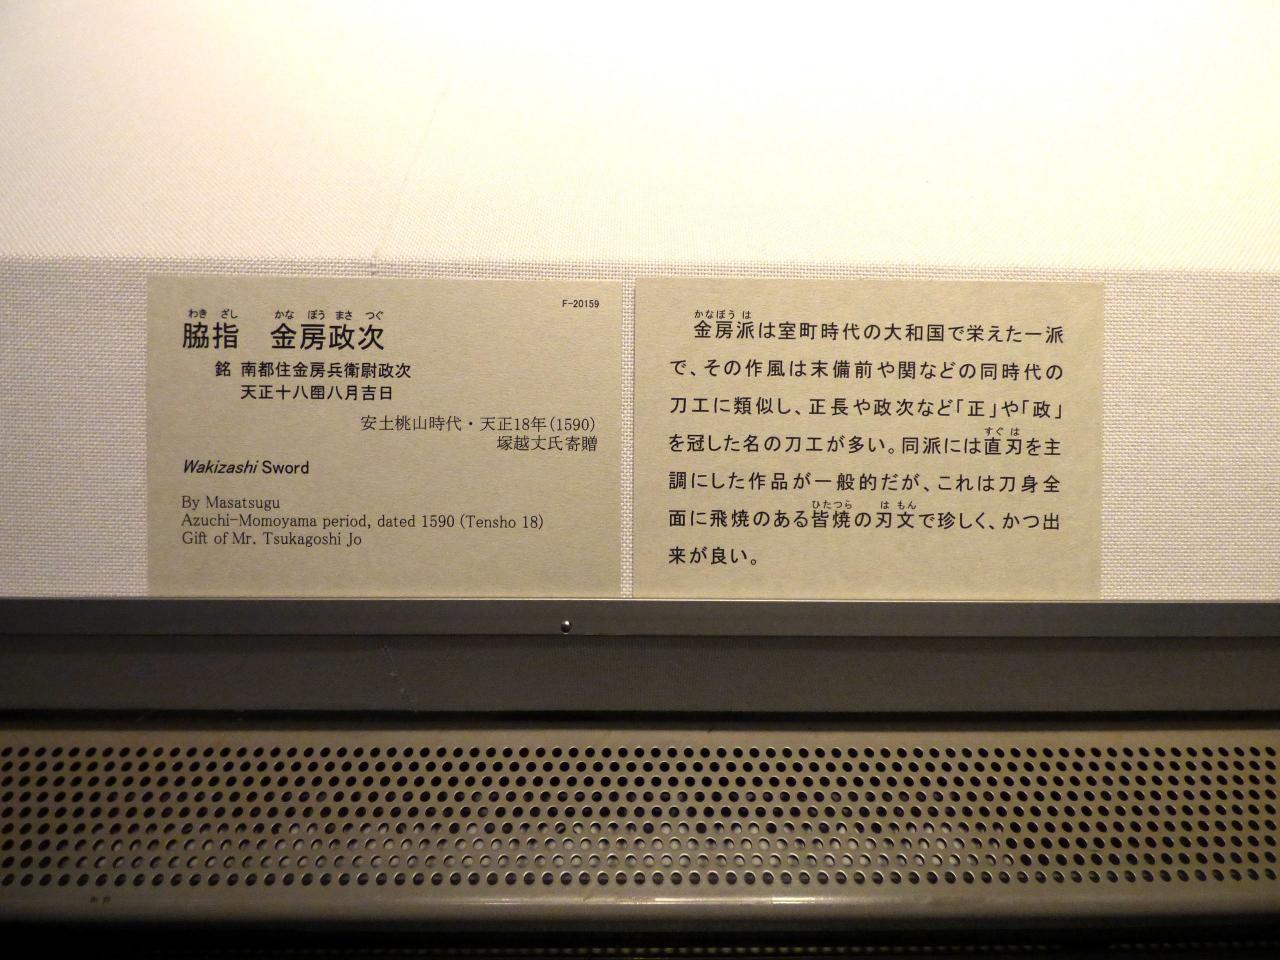 F-20159
わき ざし かな ぼう まさ つぐ
脇指 金房政次
銘 南都住金房兵衛尉政次
天正十八年八月吉日
安土桃山時代・天正18年(1590)
塚越丈氏寄贈
Wakizashi Sword
By Masatsugu
Azuchi-Momoyama period, dated 1590 (Tensho 18)
Gift of Mr. Tsukagoshi Jo
かなぼう は
金房派は室町時代の大和国で栄えた一派
で、その作風は末備前や関などの同時代の
刀工に類似し、正長や政次など「正」や「政」
すぐ は
を冠した名の刀工が多い。同派には直刃を主
調にした作品が一般的だが、これは刀身全
ひたつら は もん
面に飛焼のある皆焼の刃文で珍しく、かつ出
来が良い。